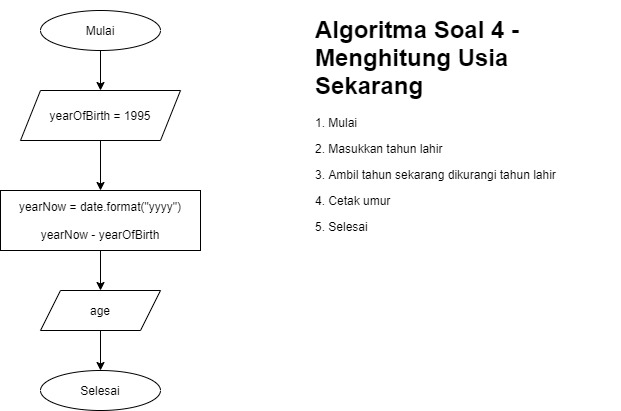 Mulai
yearOfBirth = 1995
yearNow = date.format("yyyy")
yearNow - yearOfBirth
age
Selesai
Algoritma Soal 4 -
Menghitung Usia
Sekarang
1. Mulai
2. Masukkan tahun lahir
3. Ambil tahun sekarang dikurangi tahun lahir
4. Cetak umur
5. Selesai